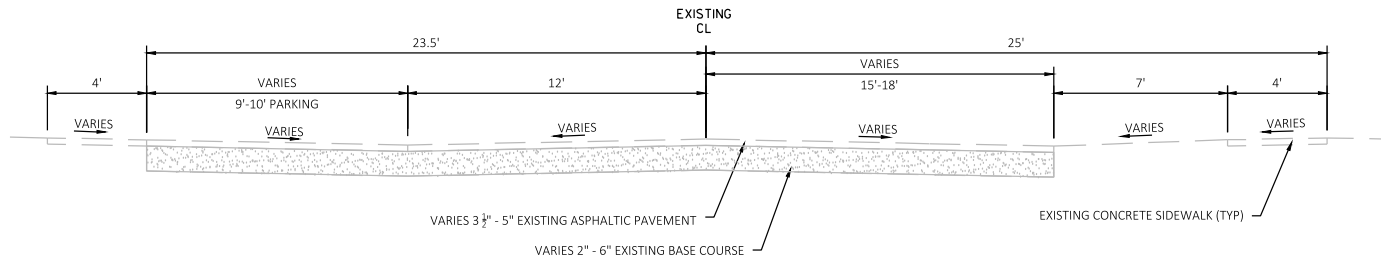 EXISTING
CL
23.5'
25'
VARIES
4'
VARIES
12'
15'-18'
7'
4'
9'-10' PARKING
VARIES
VARIES
VARIES
VARIES
VARIES
VARIES
VARIES 3 1/2" - 5" EXISTING ASPHALTIC PAVEMENT
EXISTING CONCRETE SIDEWALK (TYP)
VARIES 2" - 6" EXISTING BASE COURSE